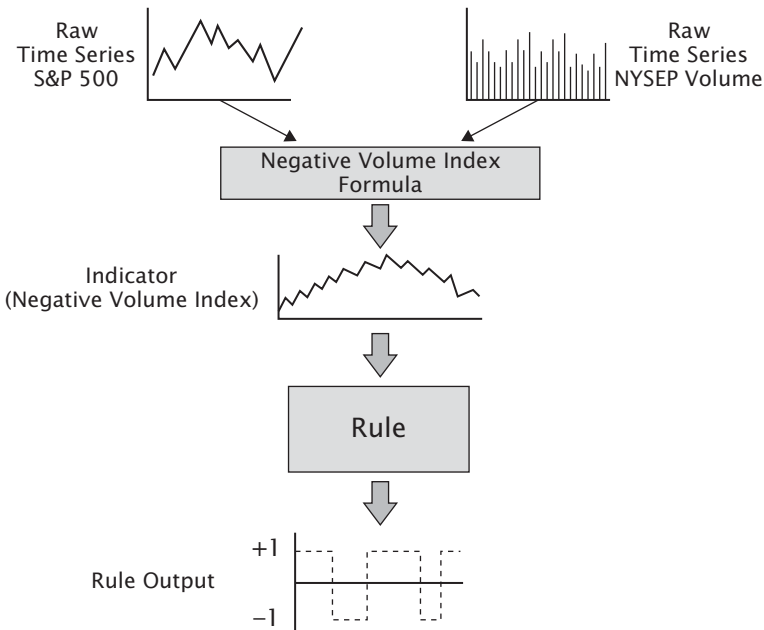 Raw
Time Series
S&P 500
Raw
Time Series
NYSEP Volume
Negative Volume Index
Formula
Indicator
(Negative Volume Index)
Rule
+1
Rule Output
−1